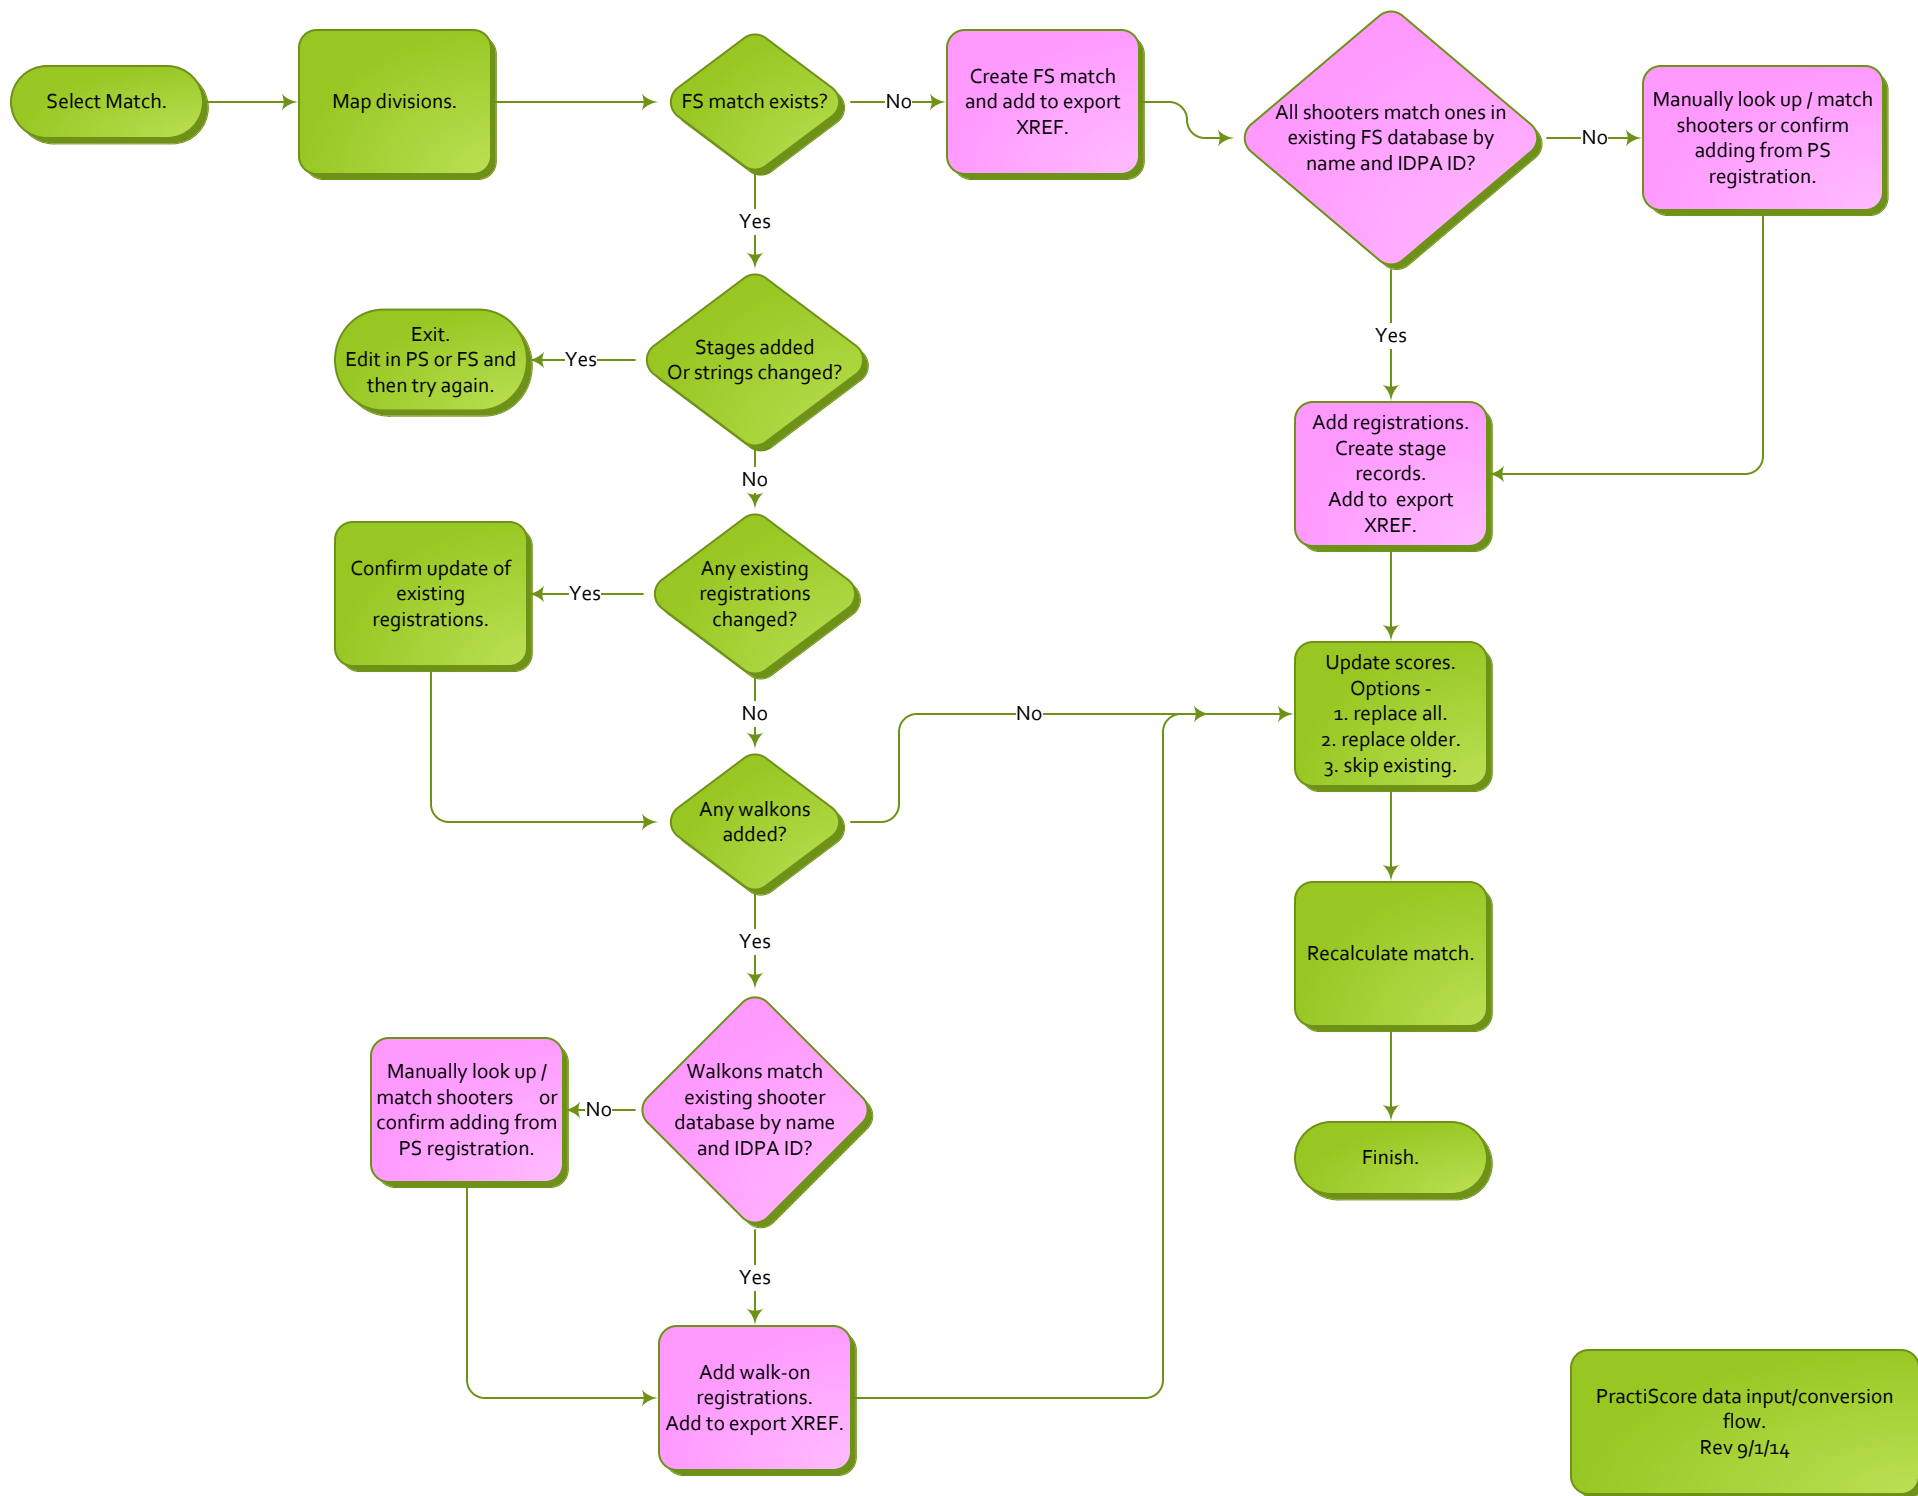 Select Match.
Map divisions.
FS match exists?
No
Create FS match
and add to export
XREF.
All shooters match ones in
existing FS database by
name and IDPA ID?
No
Manually look up / match
shooters or confirm
adding from PS
registration.
Yes
Yes
Exit.
Edit in PS or FS and
then try again.
Yes
Stages added
Or strings changed?
No
Add registrations.
Create stage
records.
Add to export
XREF.
Confirm update of
existing
registrations.
Yes
Any existing
registrations
changed?
No
No
Update scores.
Options -
1. replace all.
2. replace older.
3. skip existing.
Any walkons
added?
Yes
Recalculate match.
Manually look up /
match shooters or
confirm adding from
PS registration.
No
Walkons match
existing shooter
database by name
and IDPA ID?
Finish.
Yes
Add walk-on
registrations.
Add to export XREF.
PractiScore data input/conversion
flow.
Rev 9/1/14